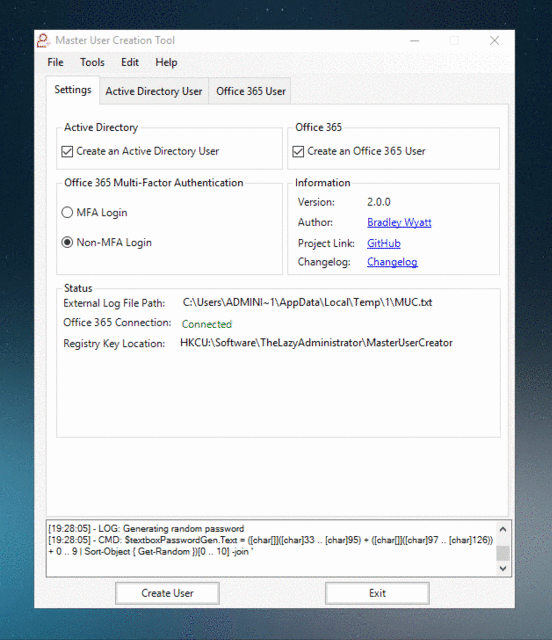 Master User Creation Tool
File Tools Edit Help
Settings Active Directory User Office 365 User
Active Directory Office 365
Create an Active Directory User Create an Office 365 User
Office 365 Multi-Factor Authentication Information
MFA Login Version: 2.0.0
Author: Bradley Wyatt
Non-MFA Login Project Link: GitHub
Changelog: Changelog
Status
External Log File Path: C:\Users\ADMINI~1\AppData\Local\Temp\1\MUC.txt
Office 365 Connection: Connected
Registry Key Location: HKCU:\Software\TheLazyAdministrator\MasterUserCreator
[19:28:05] - LOG: Generating random password
[19:28:05] - CMD: $textboxPasswordGen.Text = ([char[]]([char]33 .. [char]95) + ([char[]]([char]97 .. [char]126))
+ 0 .. 9 | Sort-Object { Get-Random })[0 .. 10] -join '
Create User Exit